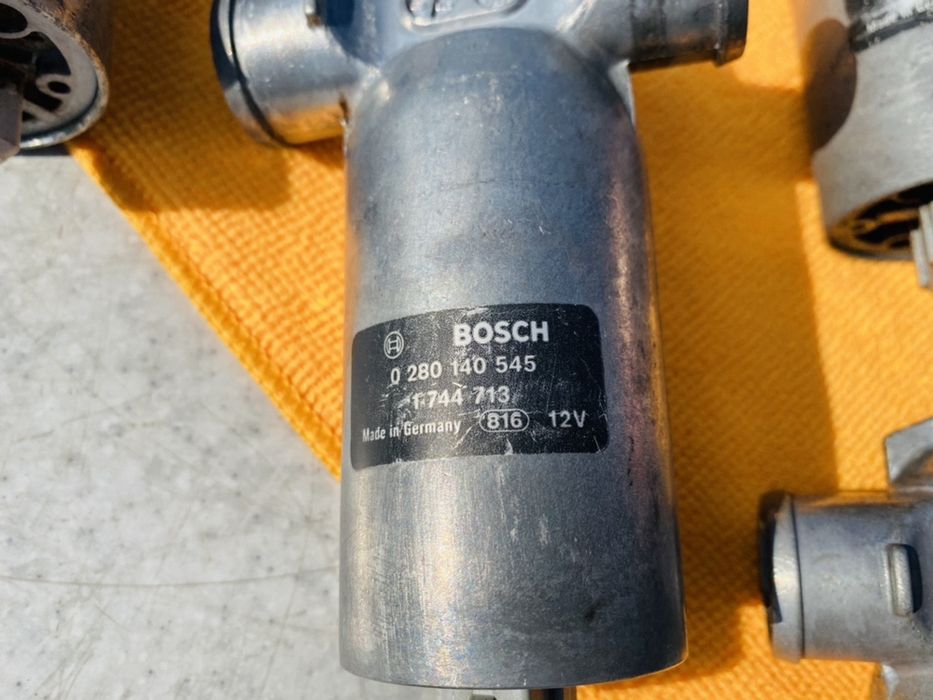 BOSCH
0 280 140 545
1 744 713
Made in Germany 816 12V